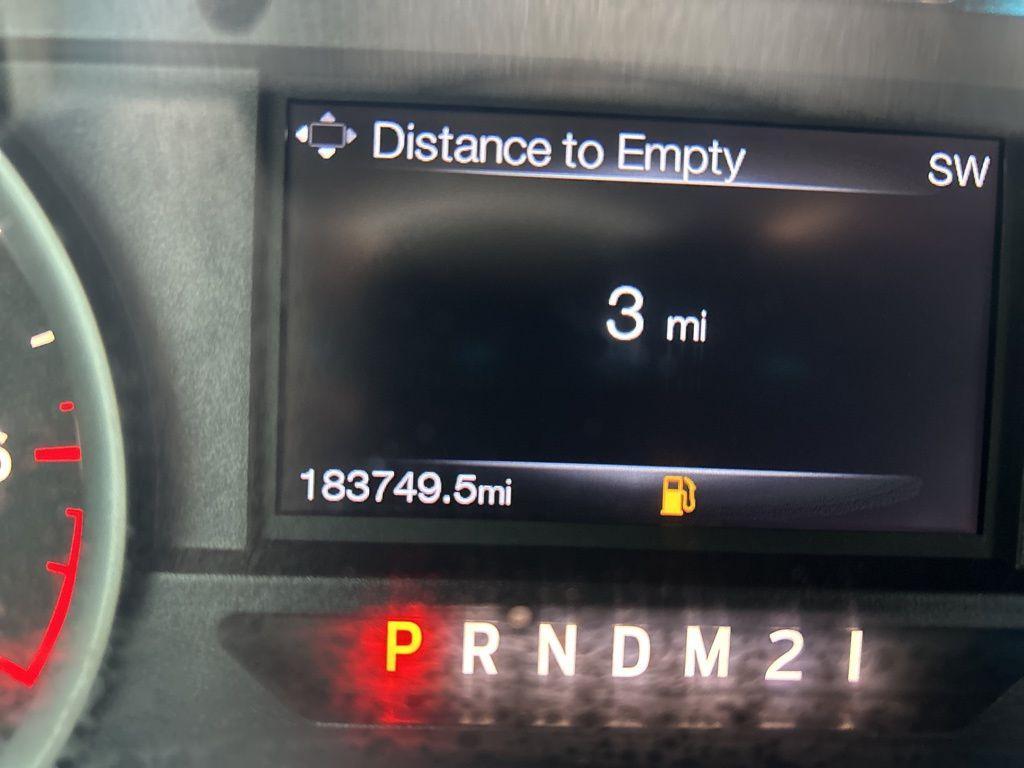 Distance to Empty SW
3 mi
183749.5mi
P R N D M 2 1